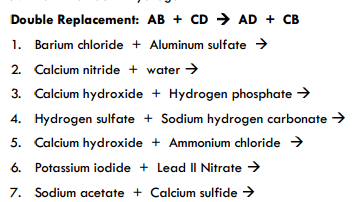 Double Replacement: AB + CD → AD + CB
1. Barium chloride + Aluminum sulfate →
2. Calcium nitride + water →
3. Calcium hydroxide + Hydrogen phosphate →
4. Hydrogen sulfate + Sodium hydrogen carbonate →
5. Calcium hydroxide + Ammonium chloride →
6. Potassium iodide + Lead II Nitrate →
7. Sodium acetate + Calcium sulfide →